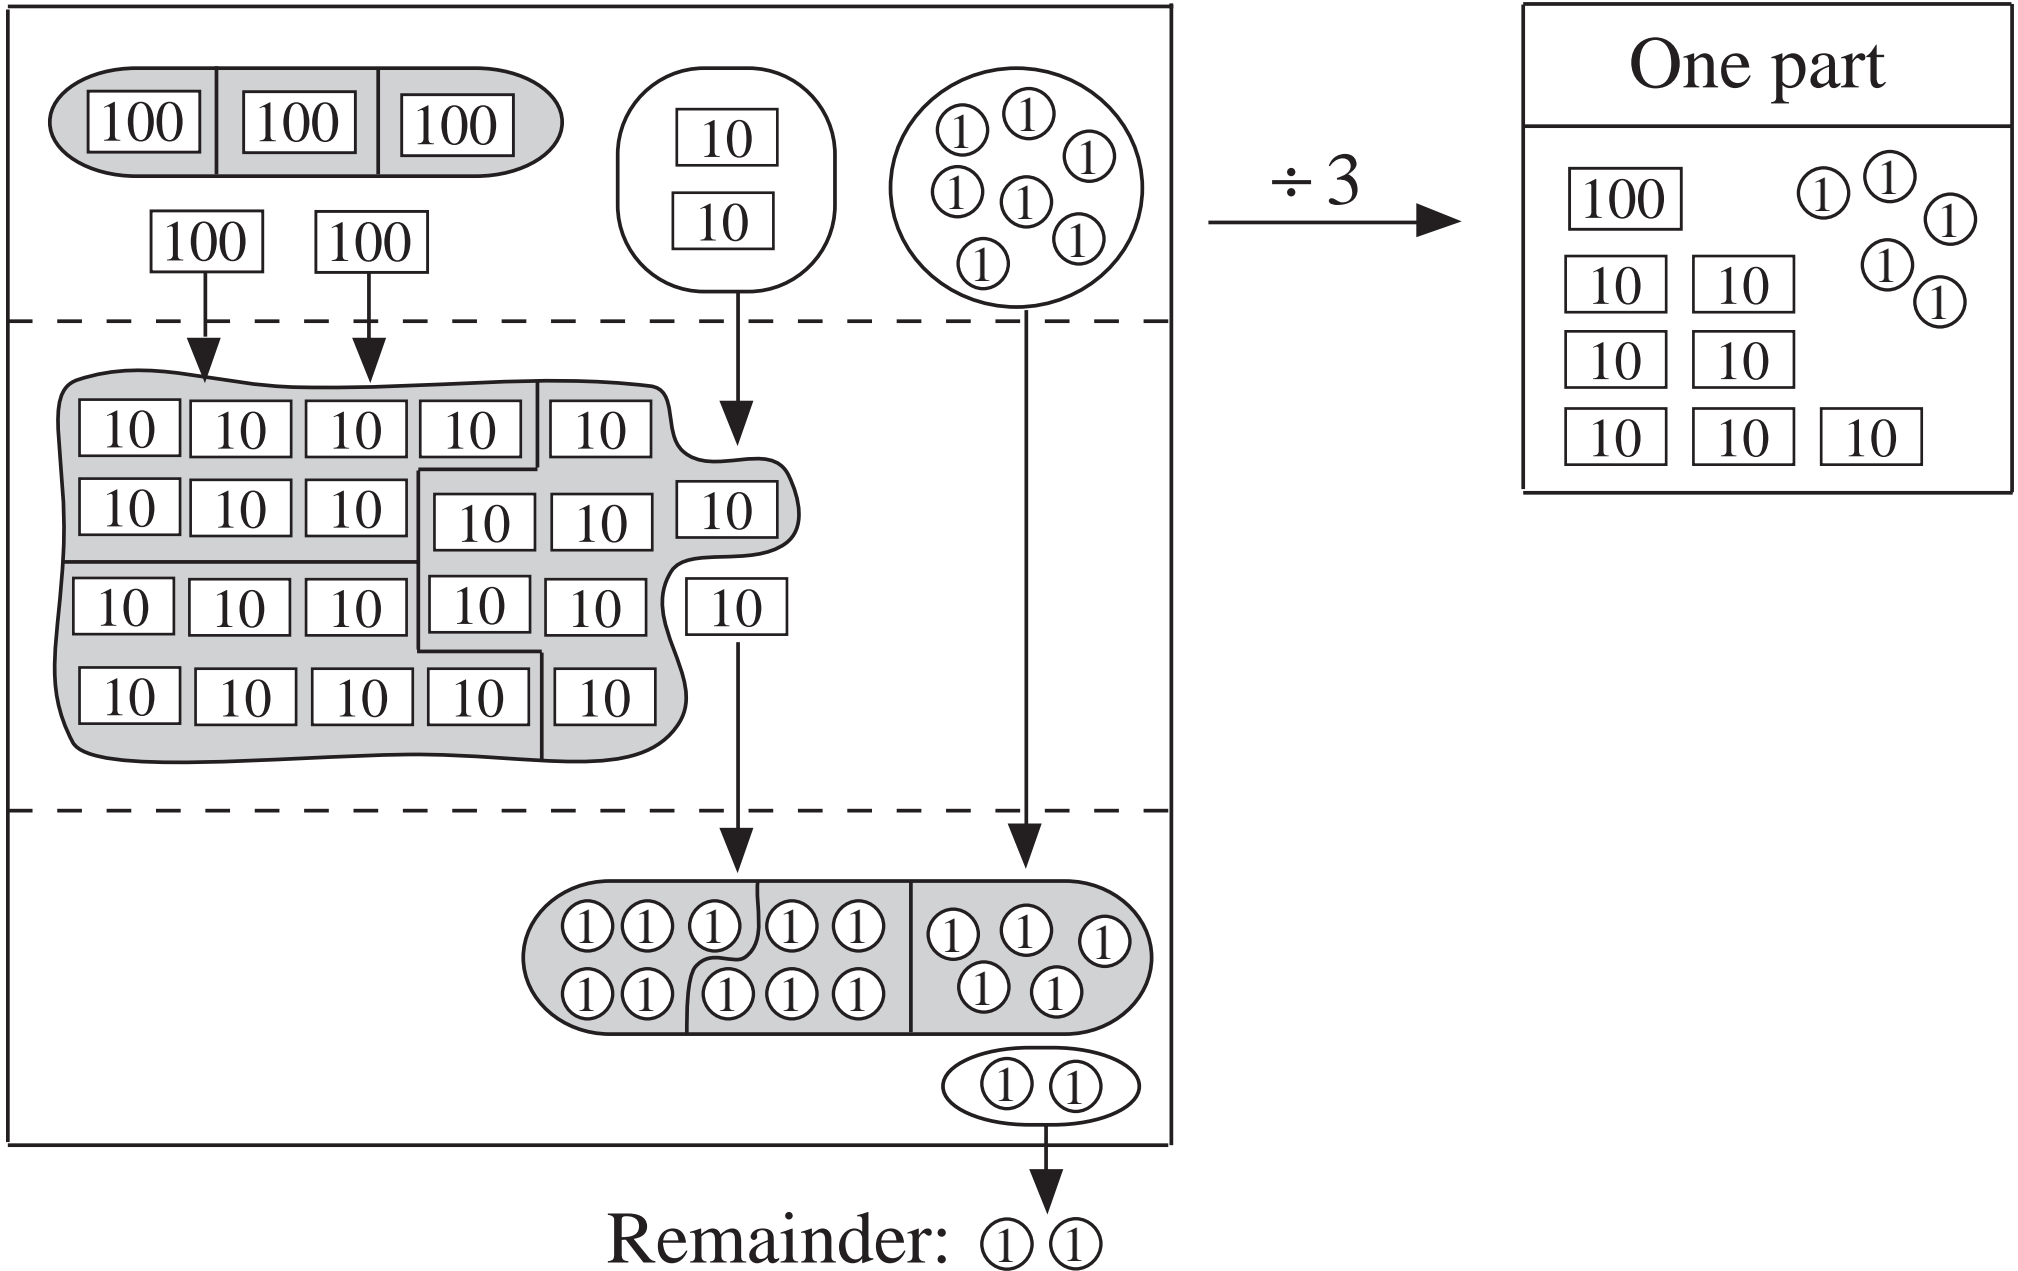 100 100 100
100 100
10
10
1 1 1 1 1 1 1 1
÷ 3
One part
100
10 10
10 10
10 10 10
1 1 1 1 1
10 10 10 10 10
10 10 10 10 10 10
10 10 10 10 10 10
10 10 10 10 10
1 1 1 1 1
1 1 1 1 1
1 1 1 1 1
1 1
Remainder: 1 1